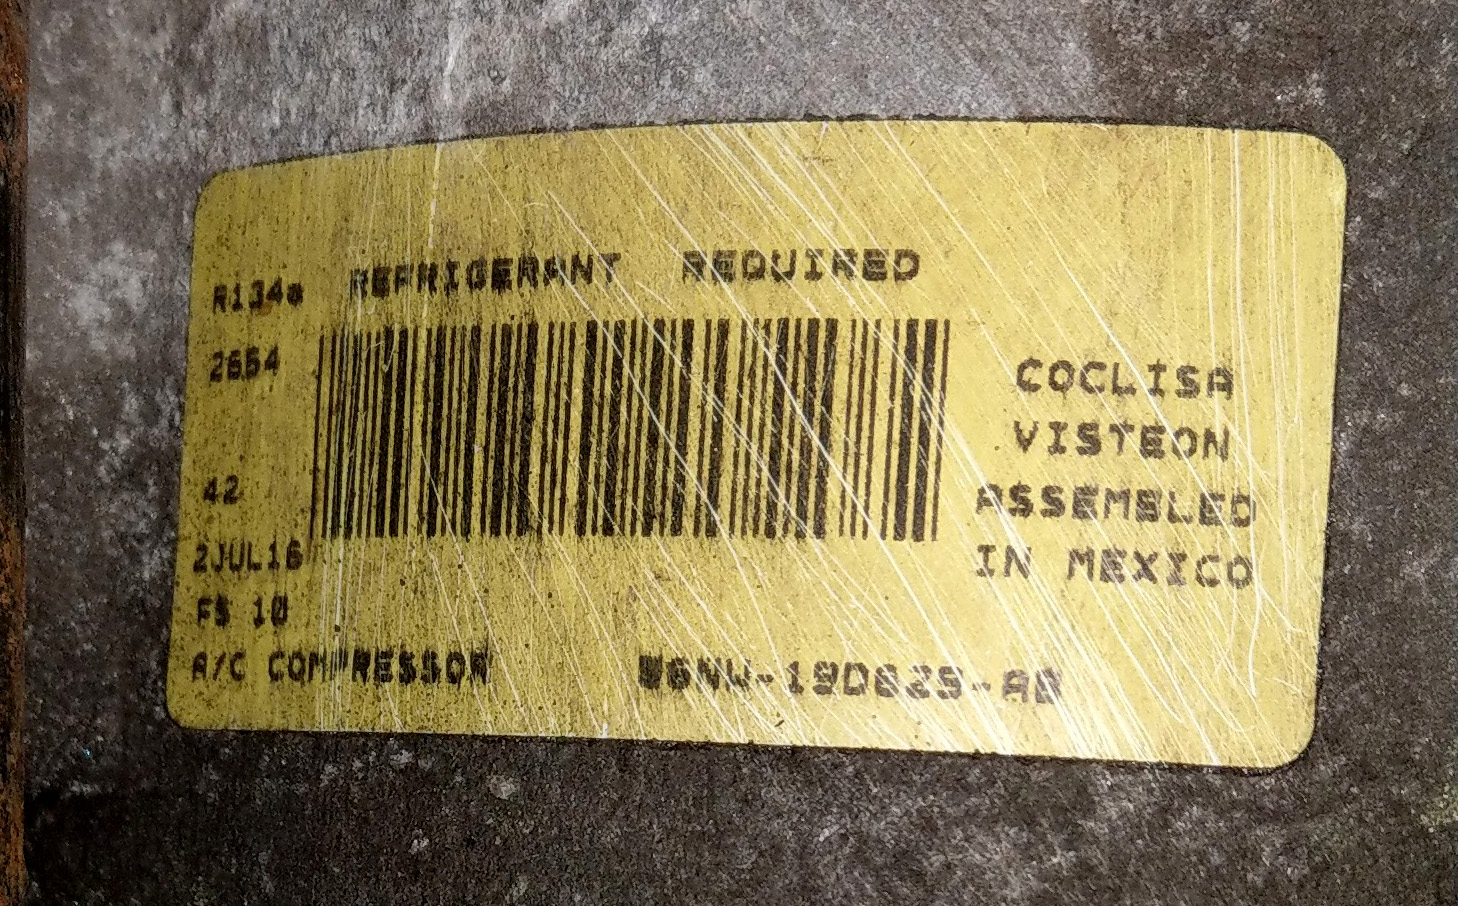 R134a REFRIGERANT REQUIRED
2654
42
2JUL16
FS 10
A/C COMPRESSOR
COCLISA
VISTEON
ASSEMBLED
IN MEXICO